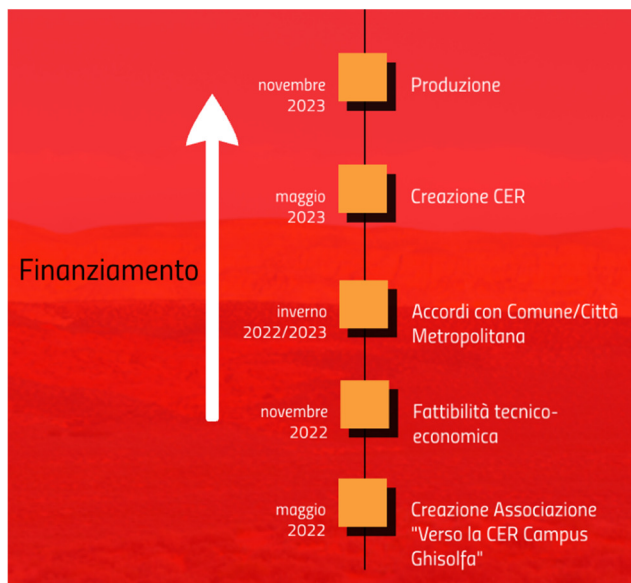 novembre
2023
Produzione
maggio
2023
Creazione CER
Finanziamento
inverno
2022/2023
Accordi con Comune/Città
Metropolitana
novembre
2022
Fattibilità tecnico-
economica
maggio
2022
Creazione Associazione
"Verso la CER Campus
Ghisolfa"